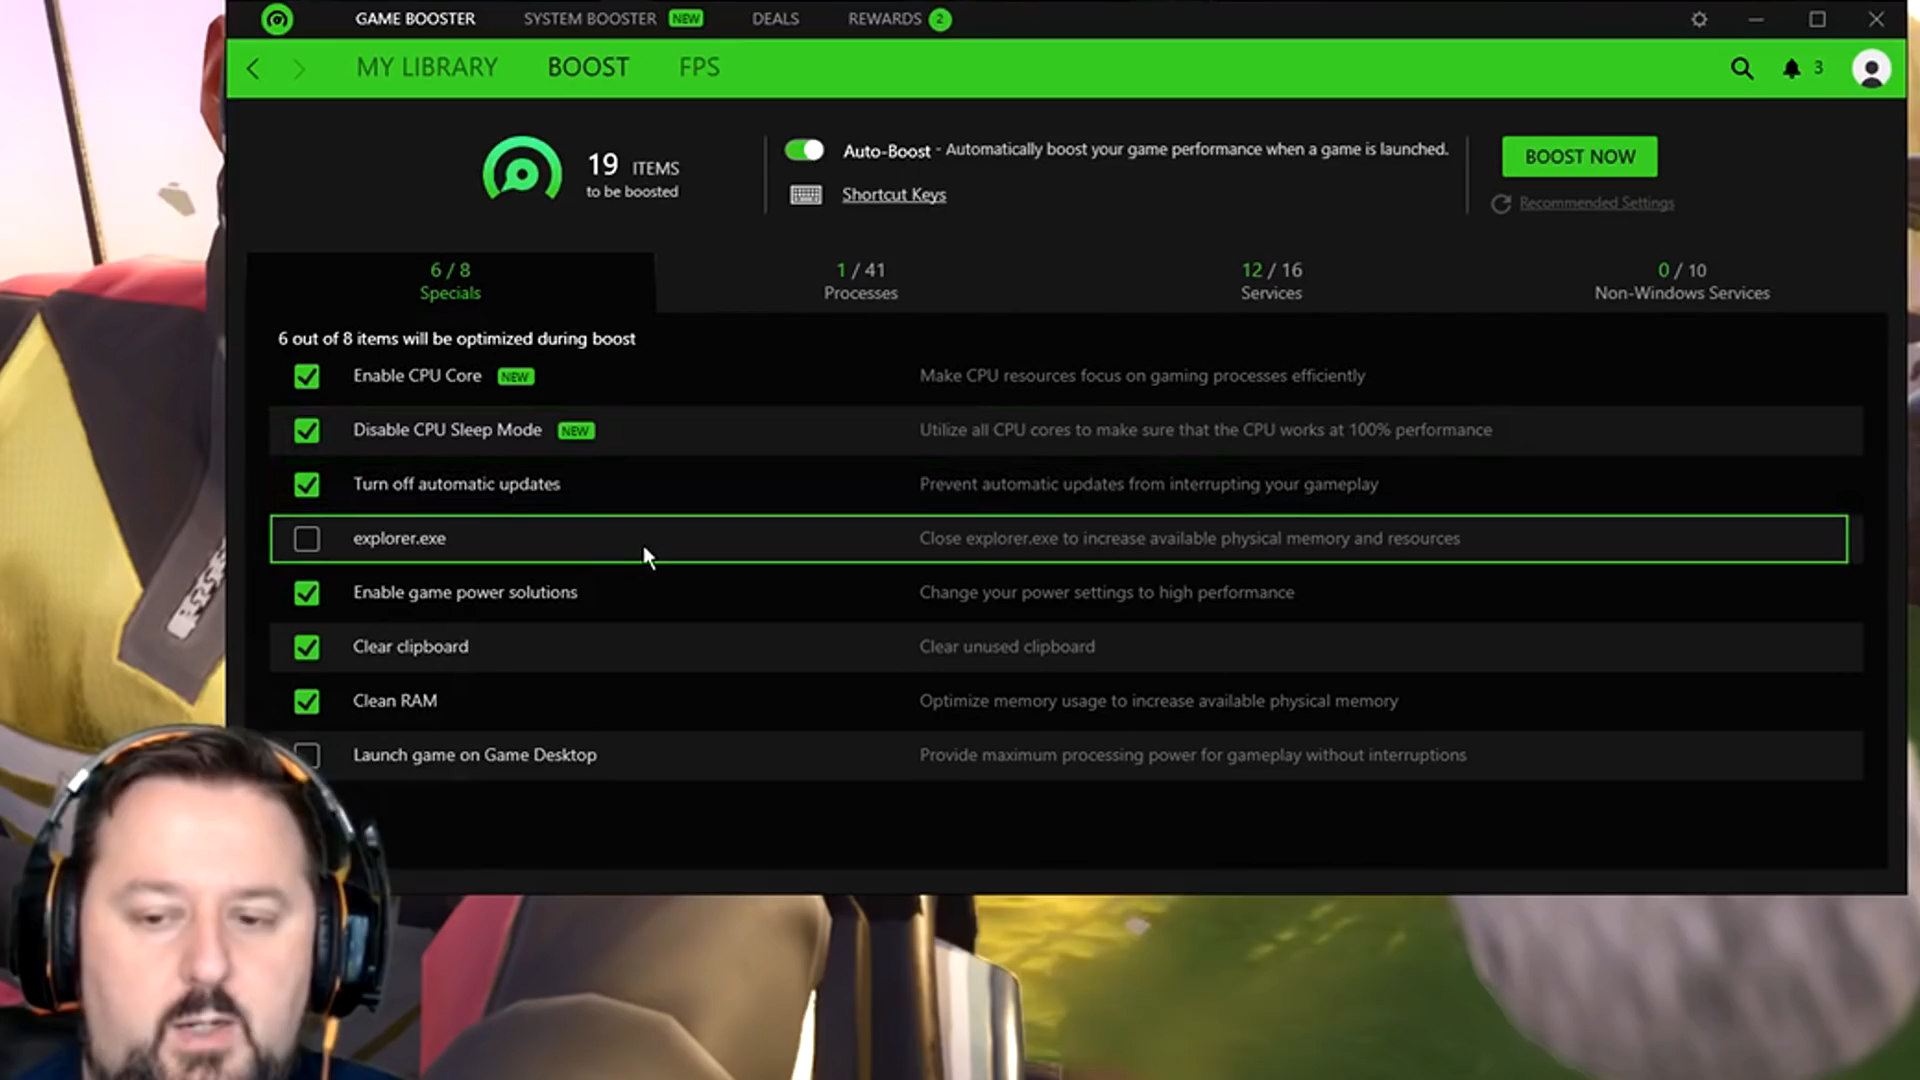 GAME BOOSTER SYSTEM BOOSTER NEW DEALS REWARDS 2
MY LIBRARY BOOST FPS 3
19 ITEMS
to be boosted
Auto-Boost - Automatically boost your game performance when a game is launched.
Shortcut Keys
BOOST NOW
Recommended Settings
6 / 8
Specials
1 / 41
Processes
12 / 16
Services
0 / 10
Non-Windows Services
6 out of 8 items will be optimized during boost
Enable CPU Core NEW Make CPU resources focus on gaming processes efficiently
Disable CPU Sleep Mode NEW Utilize all CPU cores to make sure that the CPU works at 100% performance
Turn off automatic updates Prevent automatic updates from interrupting your gameplay
explorer.exe Close explorer.exe to increase available physical memory and resources
Enable game power solutions Change your power settings to high performance
Clear clipboard Clear unused clipboard
Clean RAM Optimize memory usage to increase available physical memory
Launch game on Game Desktop Provide maximum processing power for gameplay without interruptions